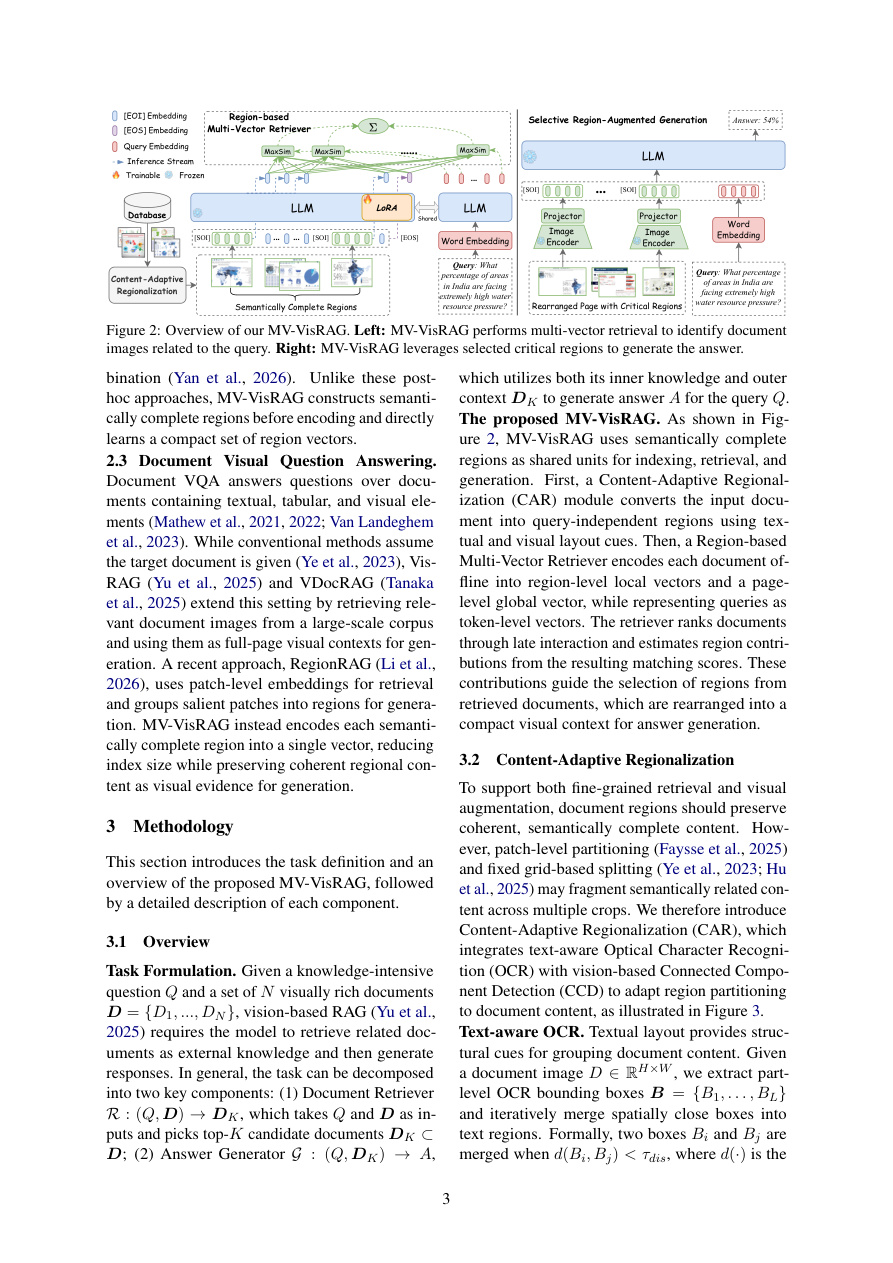 [EOI] Embedding
[EOS] Embedding
Query Embedding
Inference Stream
Trainable Frozen
Region-based
Multi-Vector Retriever
Σ
MaxSim MaxSim ...... MaxSim
Database
LLM LoRA Shared LLM
[SOI] ... ... [SOI] [EOS]
Word Embedding
Content-Adaptive
Regionalization
Semantically Complete Regions
Query: What
percentage of areas
in India are facing
extremely high water
resource pressure?
Selective Region-Augmented Generation
Answer: 54%
LLM
[SOI] ... [SOI]
Projector Projector
Image
Encoder
Image
Encoder
Word
Embedding
Rearranged Page with Critical Regions
Query: What percentage
of areas in India are
facing extremely high
water resource pressure?
Figure 2: Overview of our MV-VisRAG. Left: MV-VisRAG performs multi-vector retrieval to identify document
images related to the query. Right: MV-VisRAG leverages selected critical regions to generate the answer.
bination (Yan et al., 2026). Unlike these post-
hoc approaches, MV-VisRAG constructs semanti-
cally complete regions before encoding and directly
learns a compact set of region vectors.
2.3 Document Visual Question Answering.
Document VQA answers questions over docu-
ments containing textual, tabular, and visual ele-
ments (Mathew et al., 2021, 2022; Van Landeghem
et al., 2023). While conventional methods assume
the target document is given (Ye et al., 2023), Vis-
RAG (Yu et al., 2025) and VDocRAG (Tanaka
et al., 2025) extend this setting by retrieving rele-
vant document images from a large-scale corpus
and using them as full-page visual contexts for gen-
eration. A recent approach, RegionRAG (Li et al.,
2026), uses patch-level embeddings for retrieval
and groups salient patches into regions for genera-
tion. MV-VisRAG instead encodes each semanti-
cally complete region into a single vector, reducing
index size while preserving coherent regional con-
tent as visual evidence for generation.
3 Methodology
This section introduces the task definition and an
overview of the proposed MV-VisRAG, followed
by a detailed description of each component.
3.1 Overview
Task Formulation. Given a knowledge-intensive
question Q and a set of N visually rich documents
D = {D1, ..., DN}, vision-based RAG (Yu et al.,
2025) requires the model to retrieve related doc-
uments as external knowledge and then generate
responses. In general, the task can be decomposed
into two key components: (1) Document Retriever
R : (Q, D) → DK, which takes Q and D as in-
puts and picks top-K candidate documents DK ⊂
D; (2) Answer Generator G : (Q, DK) → A,
which utilizes both its inner knowledge and outer
context DK to generate answer A for the query Q.
The proposed MV-VisRAG. As shown in Fig-
ure 2, MV-VisRAG uses semantically complete
regions as shared units for indexing, retrieval, and
generation. First, a Content-Adaptive Regional-
ization (CAR) module converts the input docu-
ment into query-independent regions using tex-
tual and visual layout cues. Then, a Region-based
Multi-Vector Retriever encodes each document of-
fline into region-level local vectors and a page-
level global vector, while representing queries as
token-level vectors. The retriever ranks documents
through late interaction and estimates region contri-
butions from the resulting matching scores. These
contributions guide the selection of regions from
retrieved documents, which are rearranged into a
compact visual context for answer generation.
3.2 Content-Adaptive Regionalization
To support both fine-grained retrieval and visual
augmentation, document regions should preserve
coherent, semantically complete content. How-
ever, patch-level partitioning (Faysse et al., 2025)
and fixed grid-based splitting (Ye et al., 2023; Hu
et al., 2025) may fragment semantically related con-
tent across multiple crops. We therefore introduce
Content-Adaptive Regionalization (CAR), which
integrates text-aware Optical Character Recogni-
tion (OCR) with vision-based Connected Compo-
nent Detection (CCD) to adapt region partitioning
to document content, as illustrated in Figure 3.
Text-aware OCR. Textual layout provides struc-
tural cues for grouping document content. Given
a document image D ∈ ℝH×W, we extract part-
level OCR bounding boxes B = {B1, . . . , BL}
and iteratively merge spatially close boxes into
text regions. Formally, two boxes Bi and Bj are
merged when d(Bi, Bj) < τdis, where d(·) is the
3